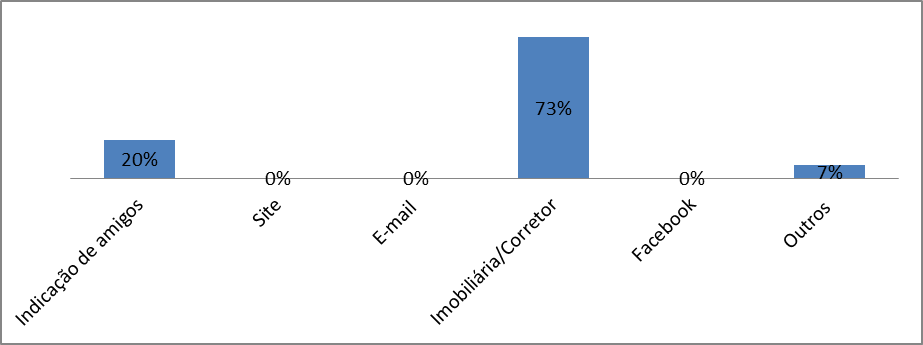 73%
20%
0%
0%
0%
7%
Indicação de amigos
Site
E-mail
Imobiliária/Corretor
Facebook
Outros